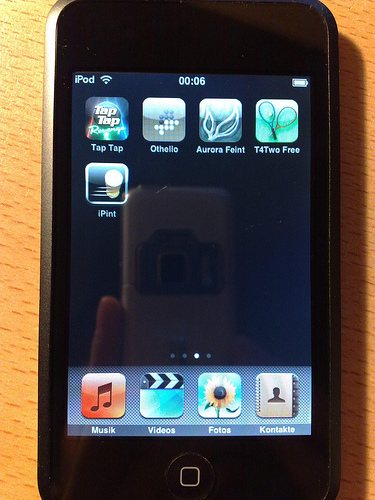 iPod 00:06
Tap Tap Revenge
Tap Tap Othello Aurora Feint T4Two Free
iPint
Musik Videos Fotos Kontakte